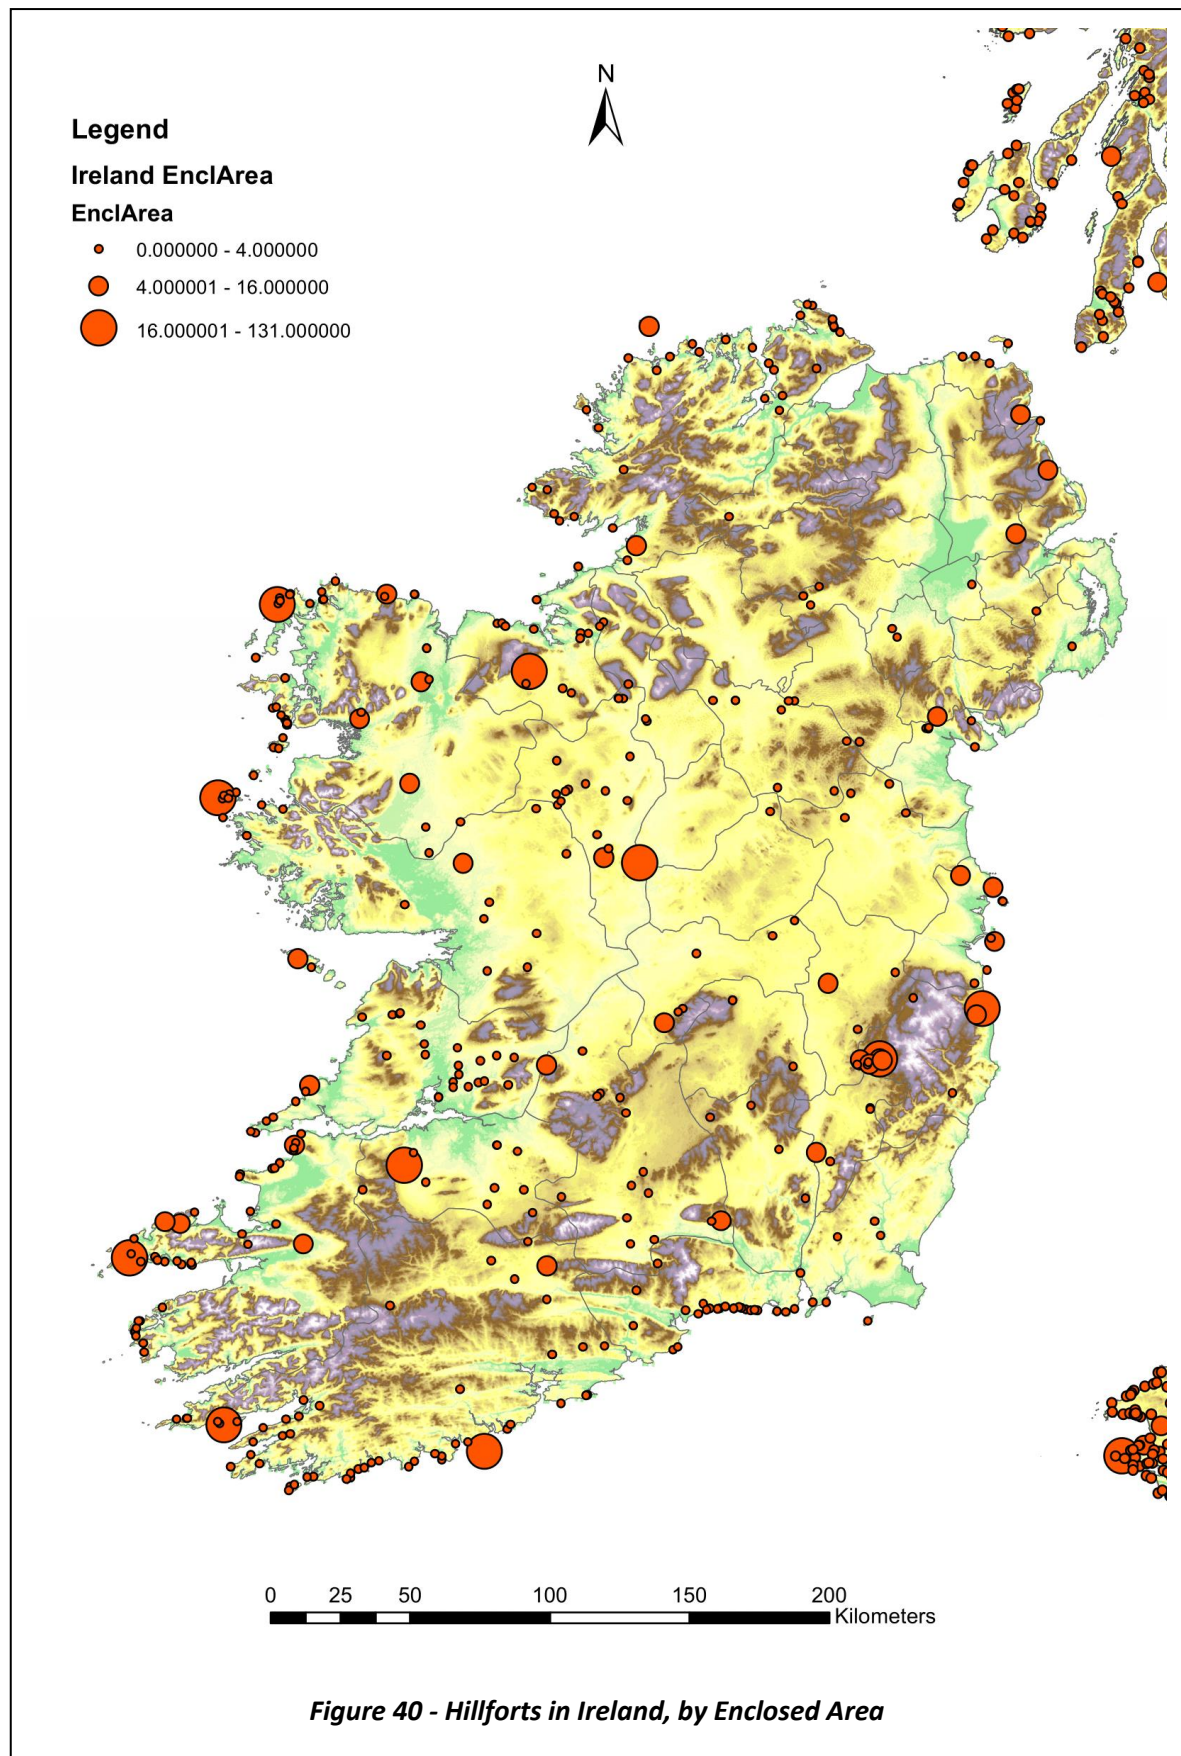 N
Legend
Ireland EnclArea
EnclArea
0.000000 - 4.000000
4.000001 - 16.000000
16.000001 - 131.000000
0 25 50 100 150 200
Kilometers
Figure 40 - Hillforts in Ireland, by Enclosed Area